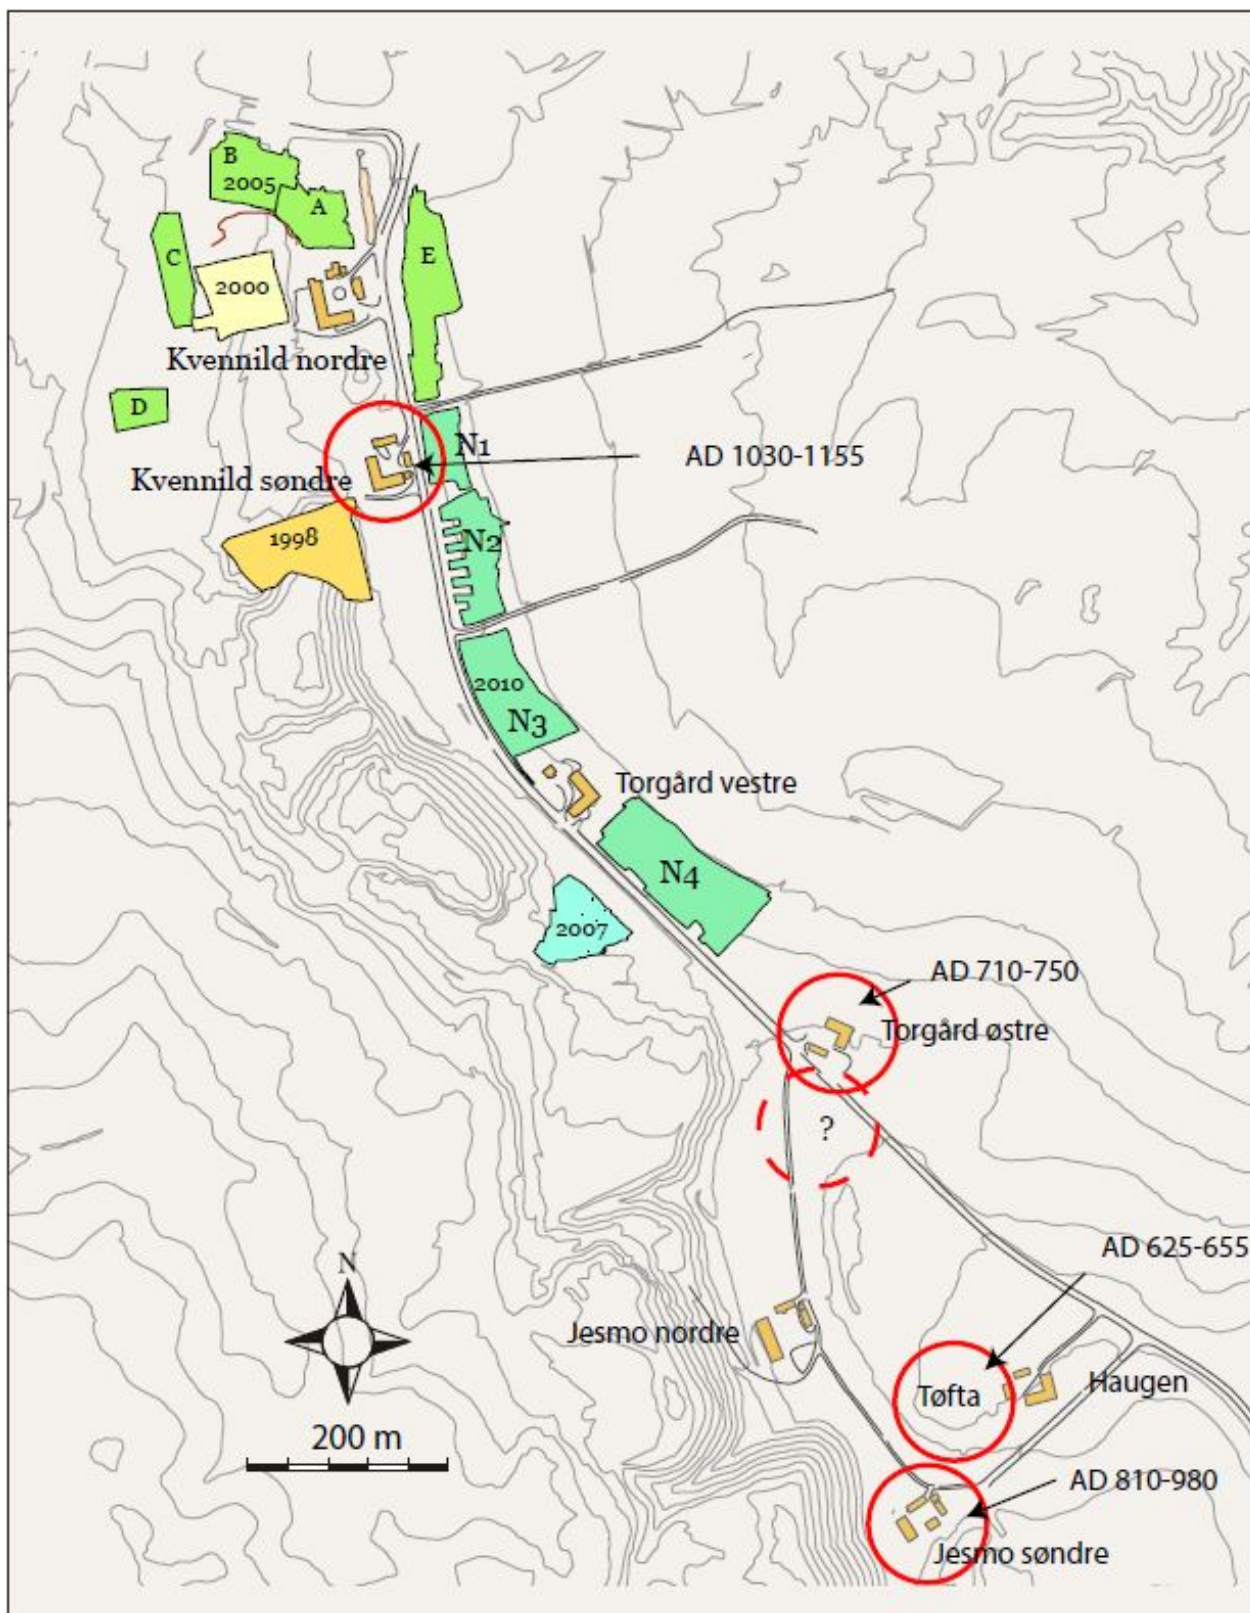 B
2005
A
C
E
2000
Kvennild nordre
D
N1
AD 1030-1155
Kvennild søndre
1998
N2
2010
N3
Torgård vestre
N4
2007
AD 710-750
Torgård østre
?
AD 625-655
N
Jesmo nordre
Tøfta
Haugen
200 m
AD 810-980
Jesmo søndre